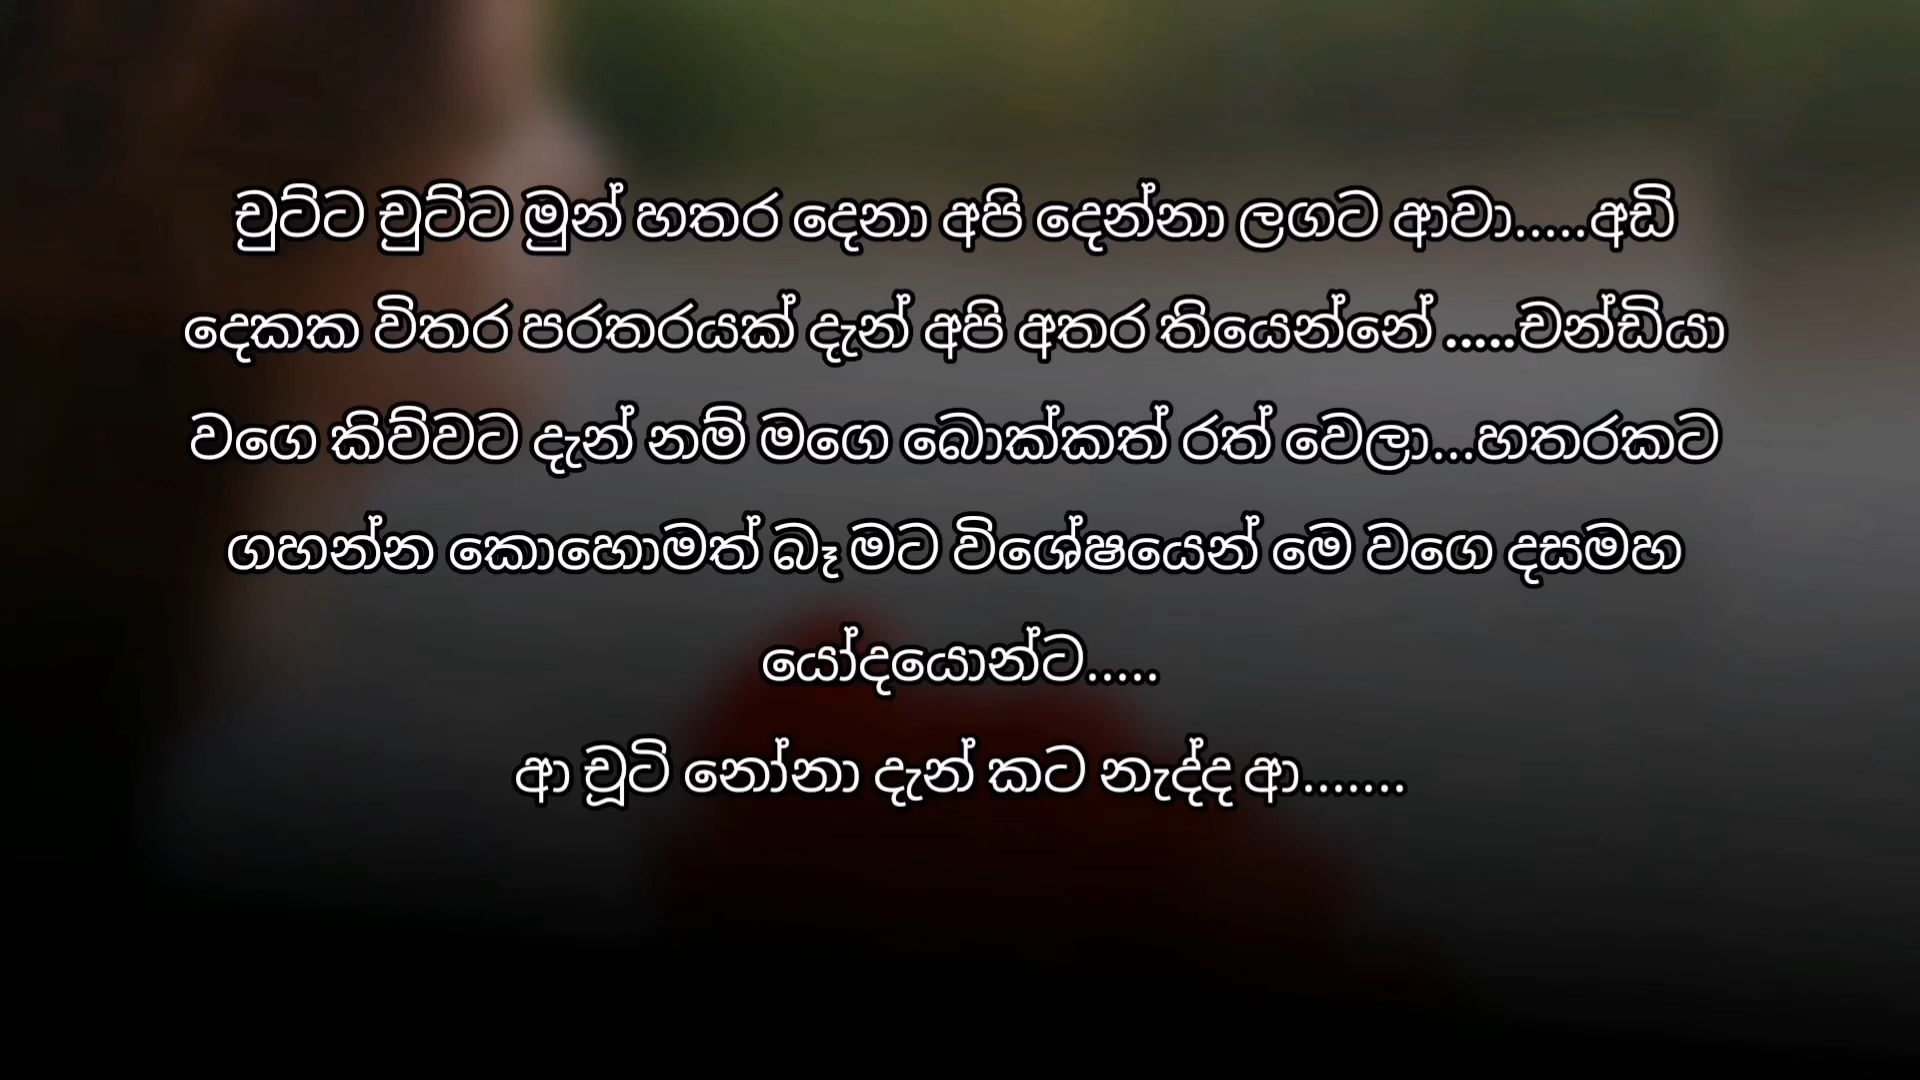 චුට්ට චුට්ට මුන් හතර දෙනා අපි දෙන්නා ලගට ආවා.....අඩි
දෙකක විතර පරතරයක් දැන් අපි අතර තියෙන්නේ .....චන්ඩියා
වගෙ කිව්වට දැන් නම් මගෙ බොක්කත් රත් වෙලා...හතරකට
ගහන්න කොහොමත් බෑ මට විශේෂයෙන් මෙ වගෙ දසමහ
යෝදයොන්ට.....
ආ චූටි නෝනා දැන් කට නැද්ද ආ.......